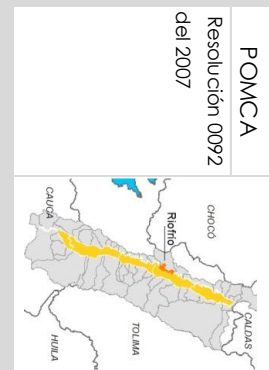 POMCA
Resolución 0092
del 2007
CHOCÓ
CALDAS
Riofrío
TOLIMA
CAUCA
HUILA